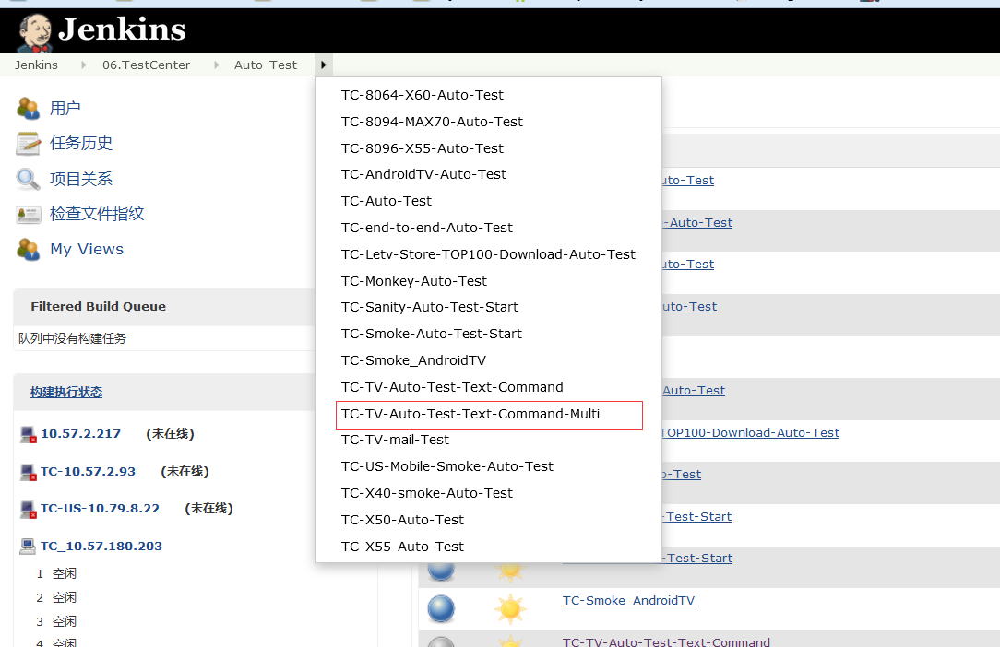 Jenkins
Jenkins
06.TestCenter
Auto-Test
用户
任务历史
项目关系
检查文件指纹
My Views
Filtered Build Queue
队列中没有构建任务
构建执行状态
10.57.2.217 (未在线)
TC-10.57.2.93 (未在线)
TC-US-10.79.8.22 (未在线)
TC_10.57.180.203
1 空闲
2 空闲
3 空闲
4 空闲
TC-8064-X60-Auto-Test
TC-8094-MAX70-Auto-Test
TC-8096-X55-Auto-Test
TC-AndroidTV-Auto-Test
TC-Auto-Test
TC-end-to-end-Auto-Test
TC-Letv-Store-TOP100-Download-Auto-Test
TC-Monkey-Auto-Test
TC-Sanity-Auto-Test-Start
TC-Smoke-Auto-Test-Start
TC-Smoke_AndroidTV
TC-TV-Auto-Test-Text-Command
TC-TV-Auto-Test-Text-Command-Multi
TC-TV-mail-Test
TC-US-Mobile-Smoke-Auto-Test
TC-X40-smoke-Auto-Test
TC-X50-Auto-Test
TC-X55-Auto-Test
uto-Test
-Auto-Test
uto-Test
uto-Test
Auto-Test
TOP100-Download-Auto-Test
o-Test
-Test-Start
-Test-Start
TC-Smoke_AndroidTV
TC-TV-Auto-Test-Text-Command